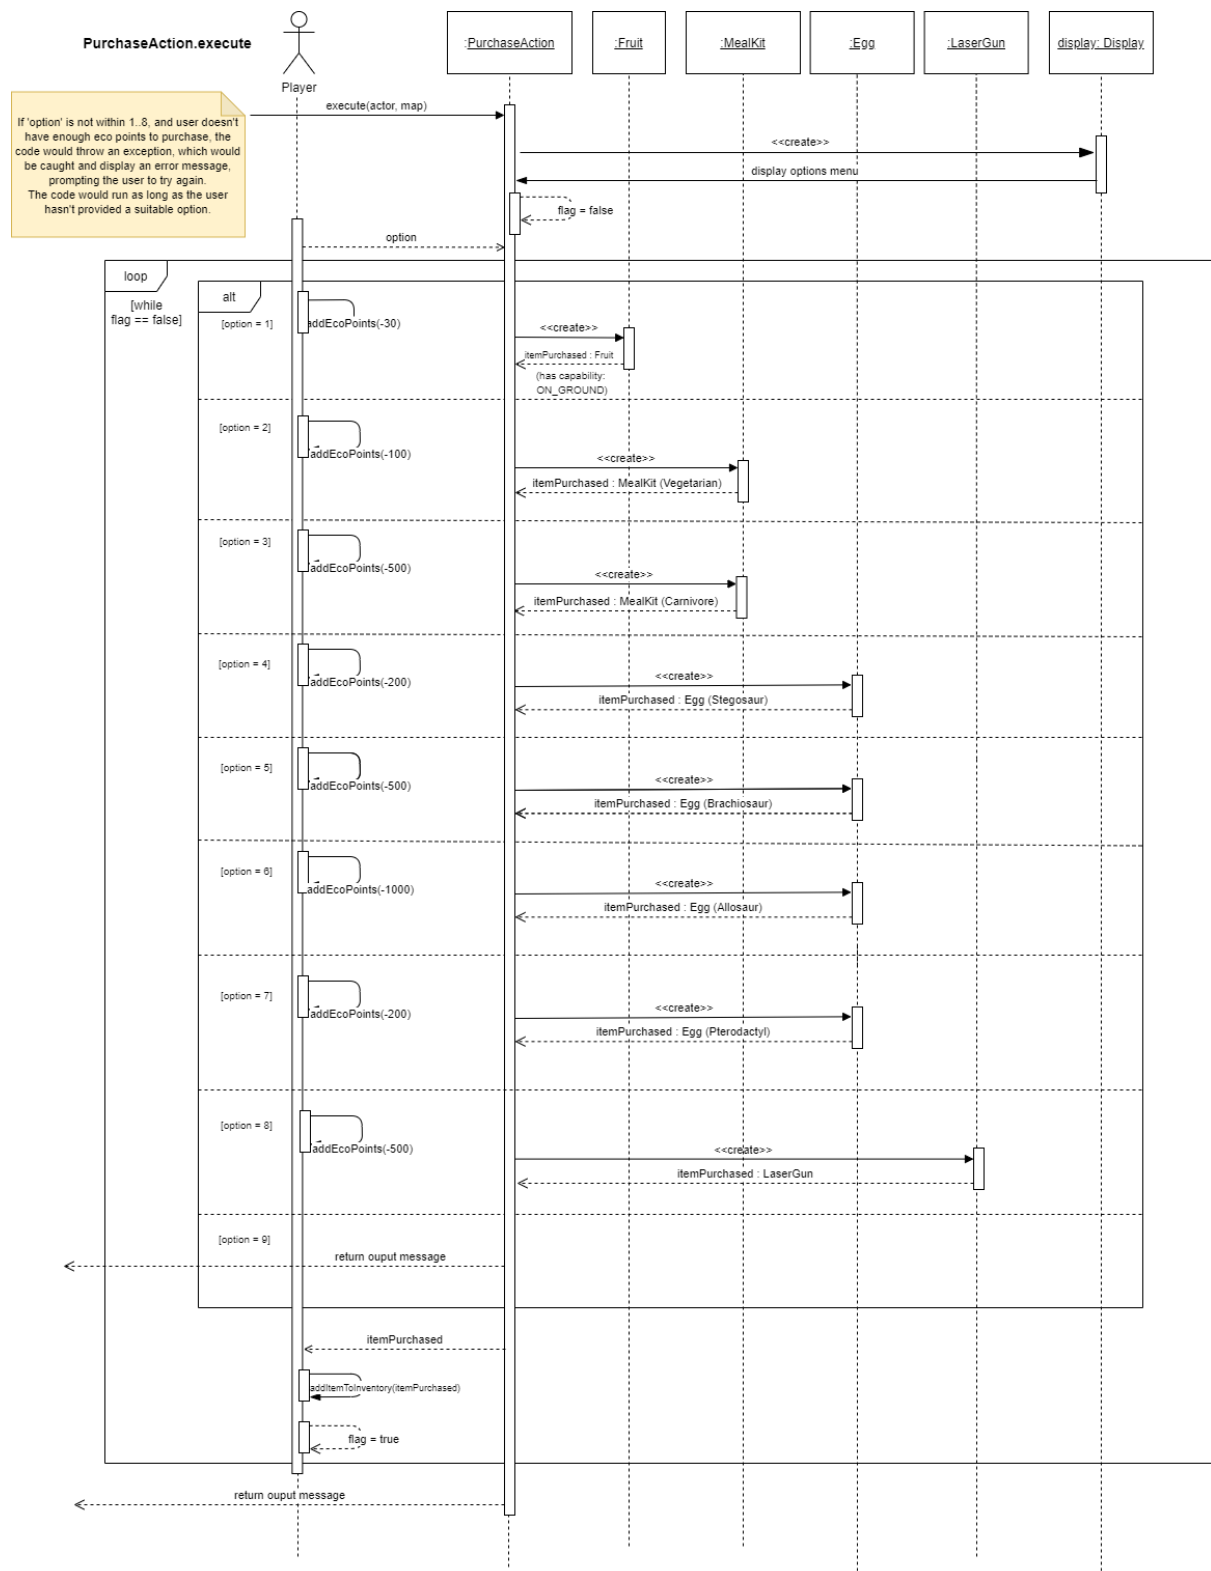 PurchaseAction.execute
Player
:PurchaseAction
:Fruit
:MealKit
:Egg
:LaserGun
display: Display
If 'option' is not within 1..8, and user doesn't
have enough eco points to purchase, the
code would throw an exception, which would
be caught and display an error message,
prompting the user to try again.
The code would run as long as the user
hasn't provided a suitable option.
execute(actor, map)
<<create>>
display options menu
flag = false
option
loop
[while
flag == false]
alt
[option = 1]
addEcoPoints(-30)
<<create>>
itemPurchased : Fruit
(has capability:
ON_GROUND)
[option = 2]
addEcoPoints(-100)
<<create>>
itemPurchased : MealKit (Vegetarian)
[option = 3]
addEcoPoints(-500)
<<create>>
itemPurchased : MealKit (Carnivore)
[option = 4]
addEcoPoints(-200)
<<create>>
itemPurchased : Egg (Stegosaur)
[option = 5]
addEcoPoints(-500)
<<create>>
itemPurchased : Egg (Brachiosaur)
[option = 6]
addEcoPoints(-1000)
<<create>>
itemPurchased : Egg (Allosaur)
[option = 7]
addEcoPoints(-200)
<<create>>
itemPurchased : Egg (Pterodactyl)
[option = 8]
addEcoPoints(-500)
<<create>>
itemPurchased : LaserGun
[option = 9]
return ouput message
itemPurchased
addItemToInventory(itemPurchased)
flag = true
return ouput message